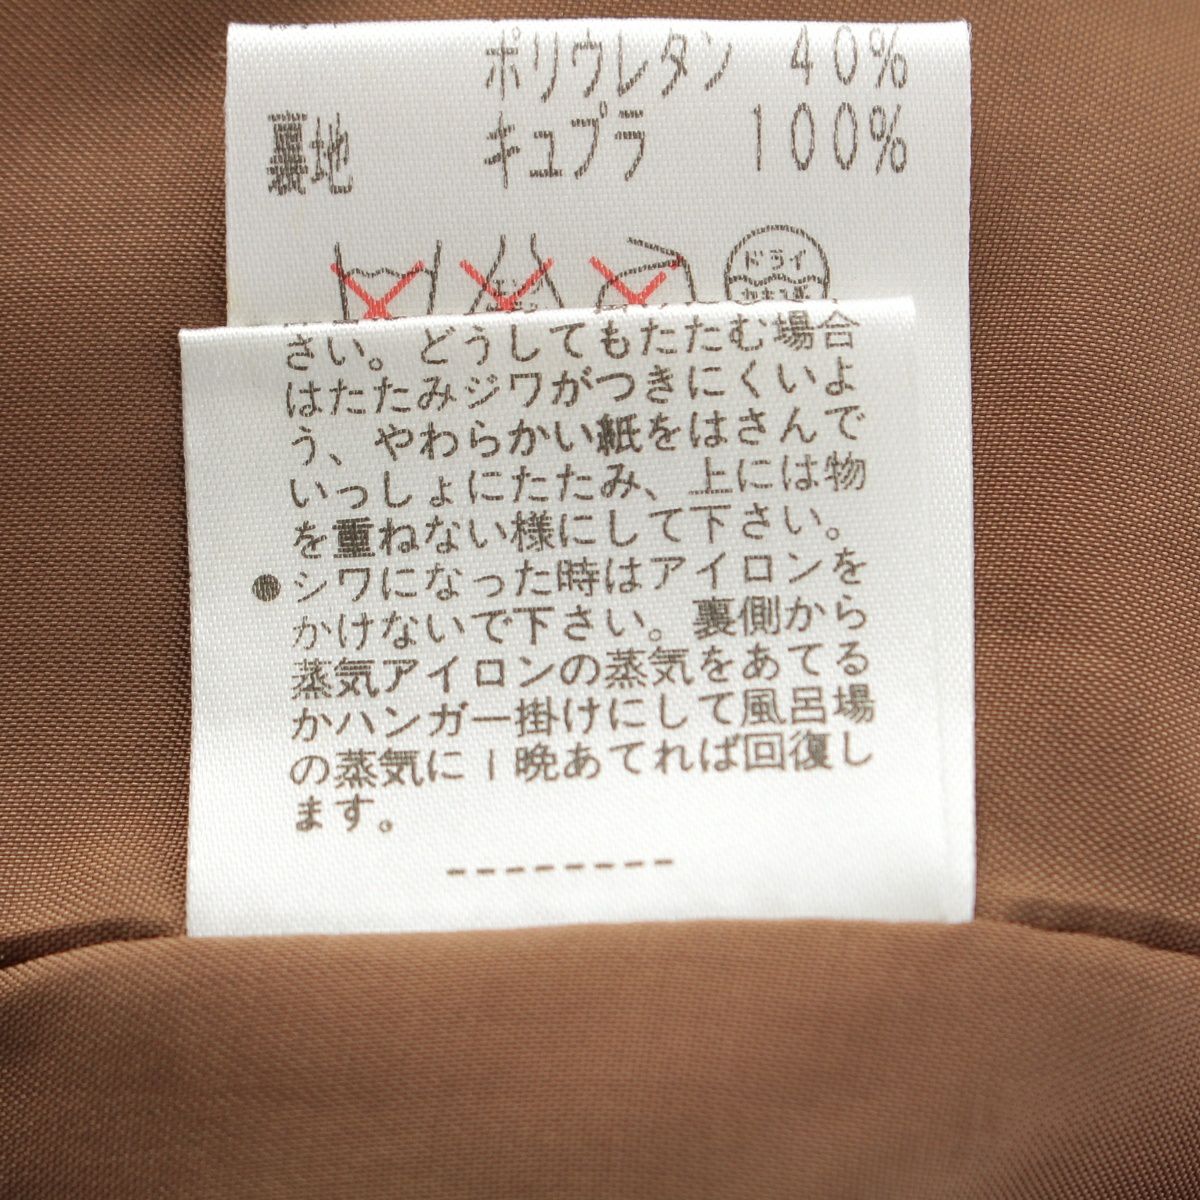 ポリウレタン 40%
裏地 キュプラ 100%
ドライ
さい。どうしてもたたむ場合
はたたみジワがつきにくいよ
う、やわらかい紙をはさんで
いっしょにたたみ、上には物
を重ねない様にして下さい。
●シワになった時はアイロンを
かけないで下さい。裏側から
蒸気アイロンの蒸気をあてる
かハンガー掛けにして風呂場
の蒸気に1晩あてれば回復し
ます。
--------